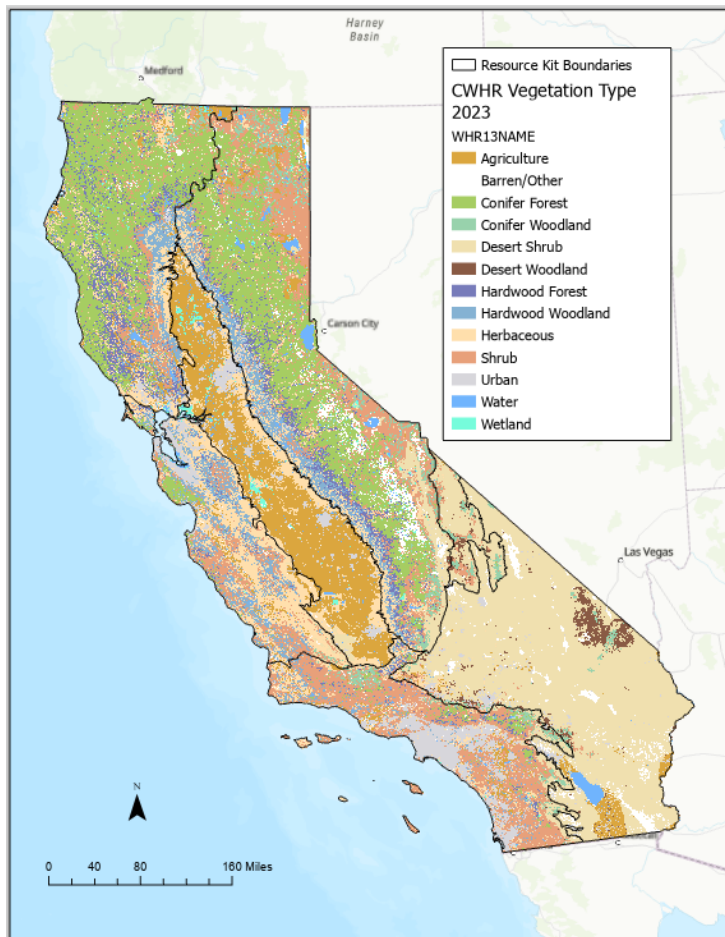 Harney
Basin
Medford
Resource Kit Boundaries
CWHR Vegetation Type
2023
WHR13NAME
Agriculture
Barren/Other
Conifer Forest
Conifer Woodland
Desert Shrub
Desert Woodland
Hardwood Forest
Hardwood Woodland
Herbaceous
Shrub
Urban
Water
Wetland
Carson City
Las Vegas
N
0 40 80 160 Miles